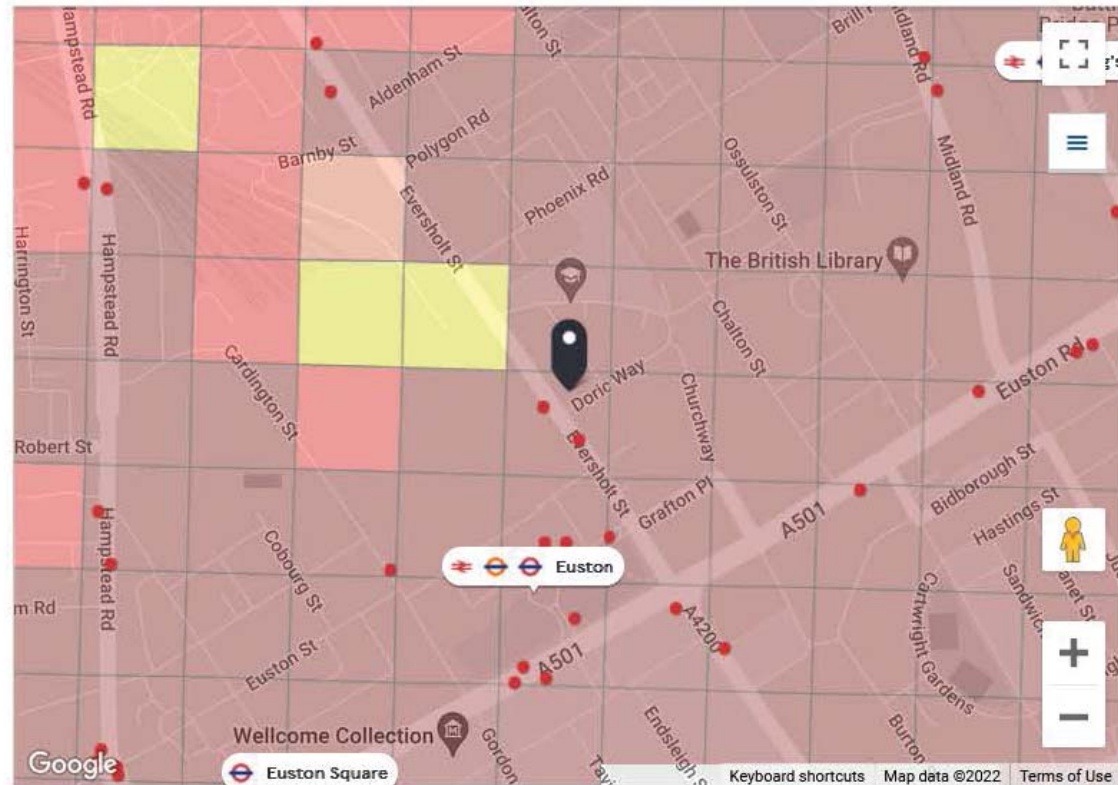 Hampstead Rd
Aldenham St
Polygon Rd
Barnby St
Phoenix Rd
Midland Rd
Midland Rd
Ossulston St
Eversholt St
The British Library
Harrington St
Hampstead Rd
Cardington St
Doric Way
Chalton St
Churchway
Euston Rd
Robert St
Eversholt St
Grafton Pl
A501
Bidborough St
Hastings St
Hampstead Rd
Cobourg St
Euston
m Rd
A4200
Cartwright Gardens
Euston St
A501
Wellcome Collection
Gordon
Endsleigh S
Burton
Google
Euston Square
Keyboard shortcuts
Map data ©2022
Terms of Use